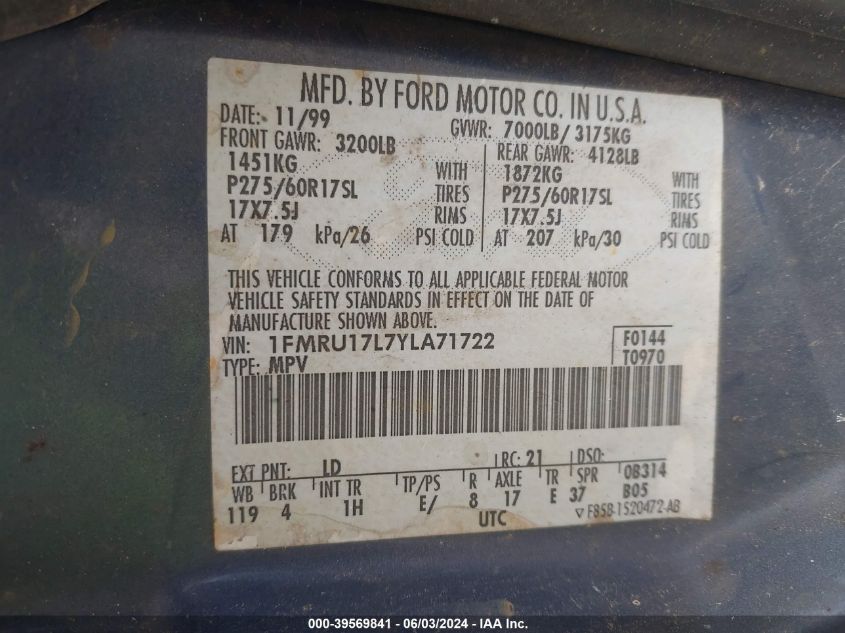 MFD. BY FORD MOTOR CO. IN U.S.A.
DATE: 11/99 GVWR: 7000LB/ 3175KG
FRONT GAWR: 3200LB REAR GAWR: 4128LB
1451KG WITH 1872KG WITH
P275/60R17SL TIRES P275/60R17SL TIRES
17X7.5J RIMS 17X7.5J RIMS
AT 179 kPa/26 PSI COLD AT 207 kPa/30 PSI COLD
THIS VEHICLE CONFORMS TO ALL APPLICABLE FEDERAL MOTOR
VEHICLE SAFETY STANDARDS IN EFFECT ON THE DATE OF
MANUFACTURE SHOWN ABOVE.
VIN: 1FMRU17L7YLA71722 F0144
TYPE: MPV T0970
EXT PNT: LD RC: 21 DSO:
WB BRK INT TR TP/PS R AXLE TR SPR 0B314
119 4 1H E/ 8 17 E 37 B05
UTC ▽ F85B-1520472-AB
000-39569841 - 06/03/2024 - IAA Inc.